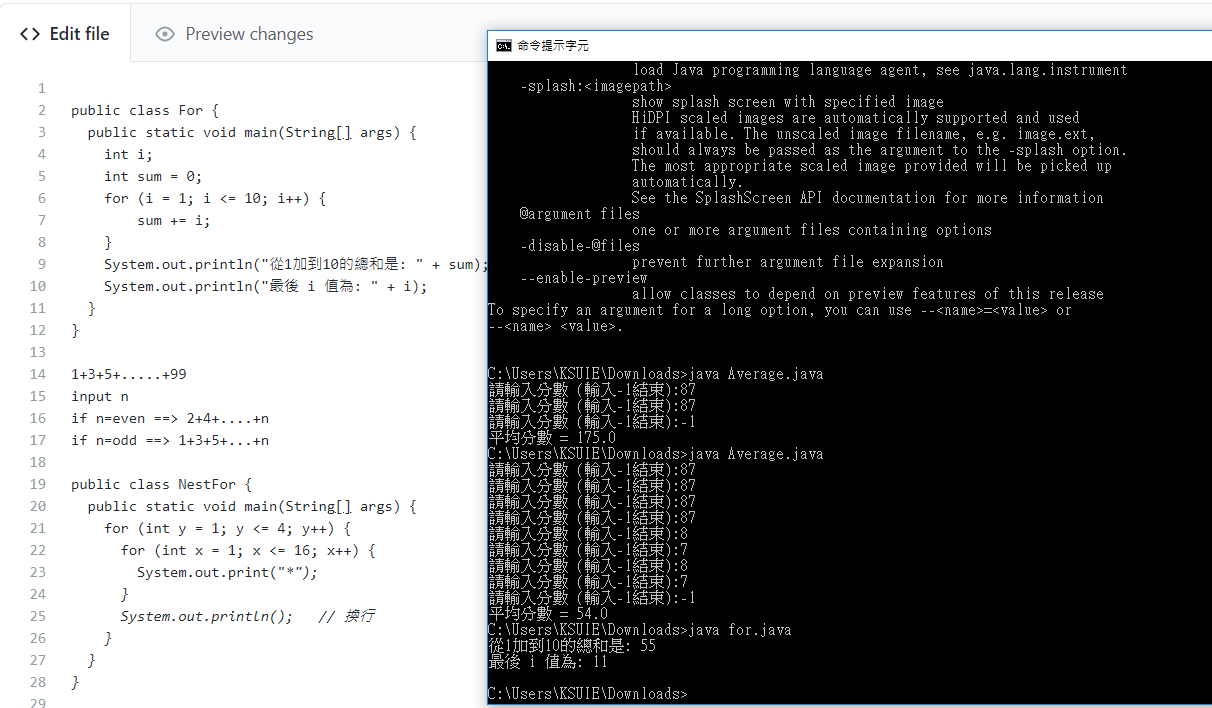 Edit file
Preview changes
1
2 public class For {
3 public static void main(String[] args) {
4 int i;
5 int sum = 0;
6 for (i = 1; i <= 10; i++) {
7 sum += i;
8 }
9 System.out.println("從1加到10的總和是: " + sum);
10 System.out.println("最後 i 值為: " + i);
11 }
12 }
13
14 1+3+5+.....+99
15 input n
16 if n=even ==> 2+4+....+n
17 if n=odd ==> 1+3+5+...+n
18
19 public class NestFor {
20 public static void main(String[] args) {
21 for (int y = 1; y <= 4; y++) {
22 for (int x = 1; x <= 16; x++) {
23 System.out.print("*");
24 }
25 System.out.println(); // 換行
26 }
27 }
28 }
29
命令提示字元
load Java programming language agent, see java.lang.instrument
-splash:<imagepath>
show splash screen with specified image
HiDPI scaled images are automatically supported and used
if available. The unscaled image filename, e.g. image.ext,
should always be passed as the argument to the -splash option.
The most appropriate scaled image provided will be picked up
automatically.
See the SplashScreen API documentation for more information
@argument files
one or more argument files containing options
-disable-@files
prevent further argument file expansion
--enable-preview
allow classes to depend on preview features of this release
To specify an argument for a long option, you can use --<name>=<value> or
--<name> <value>.
C:\Users\KSUIE\Downloads>java Average.java
請輸入分數 (輸入-1結束):87
請輸入分數 (輸入-1結束):87
請輸入分數 (輸入-1結束):-1
平均分數 = 175.0
C:\Users\KSUIE\Downloads>java Average.java
請輸入分數 (輸入-1結束):87
請輸入分數 (輸入-1結束):87
請輸入分數 (輸入-1結束):87
請輸入分數 (輸入-1結束):87
請輸入分數 (輸入-1結束):8
請輸入分數 (輸入-1結束):7
請輸入分數 (輸入-1結束):8
請輸入分數 (輸入-1結束):7
請輸入分數 (輸入-1結束):-1
平均分數 = 54.0
C:\Users\KSUIE\Downloads>java for.java
從1加到10的總和是: 55
最後 i 值為: 11
C:\Users\KSUIE\Downloads>